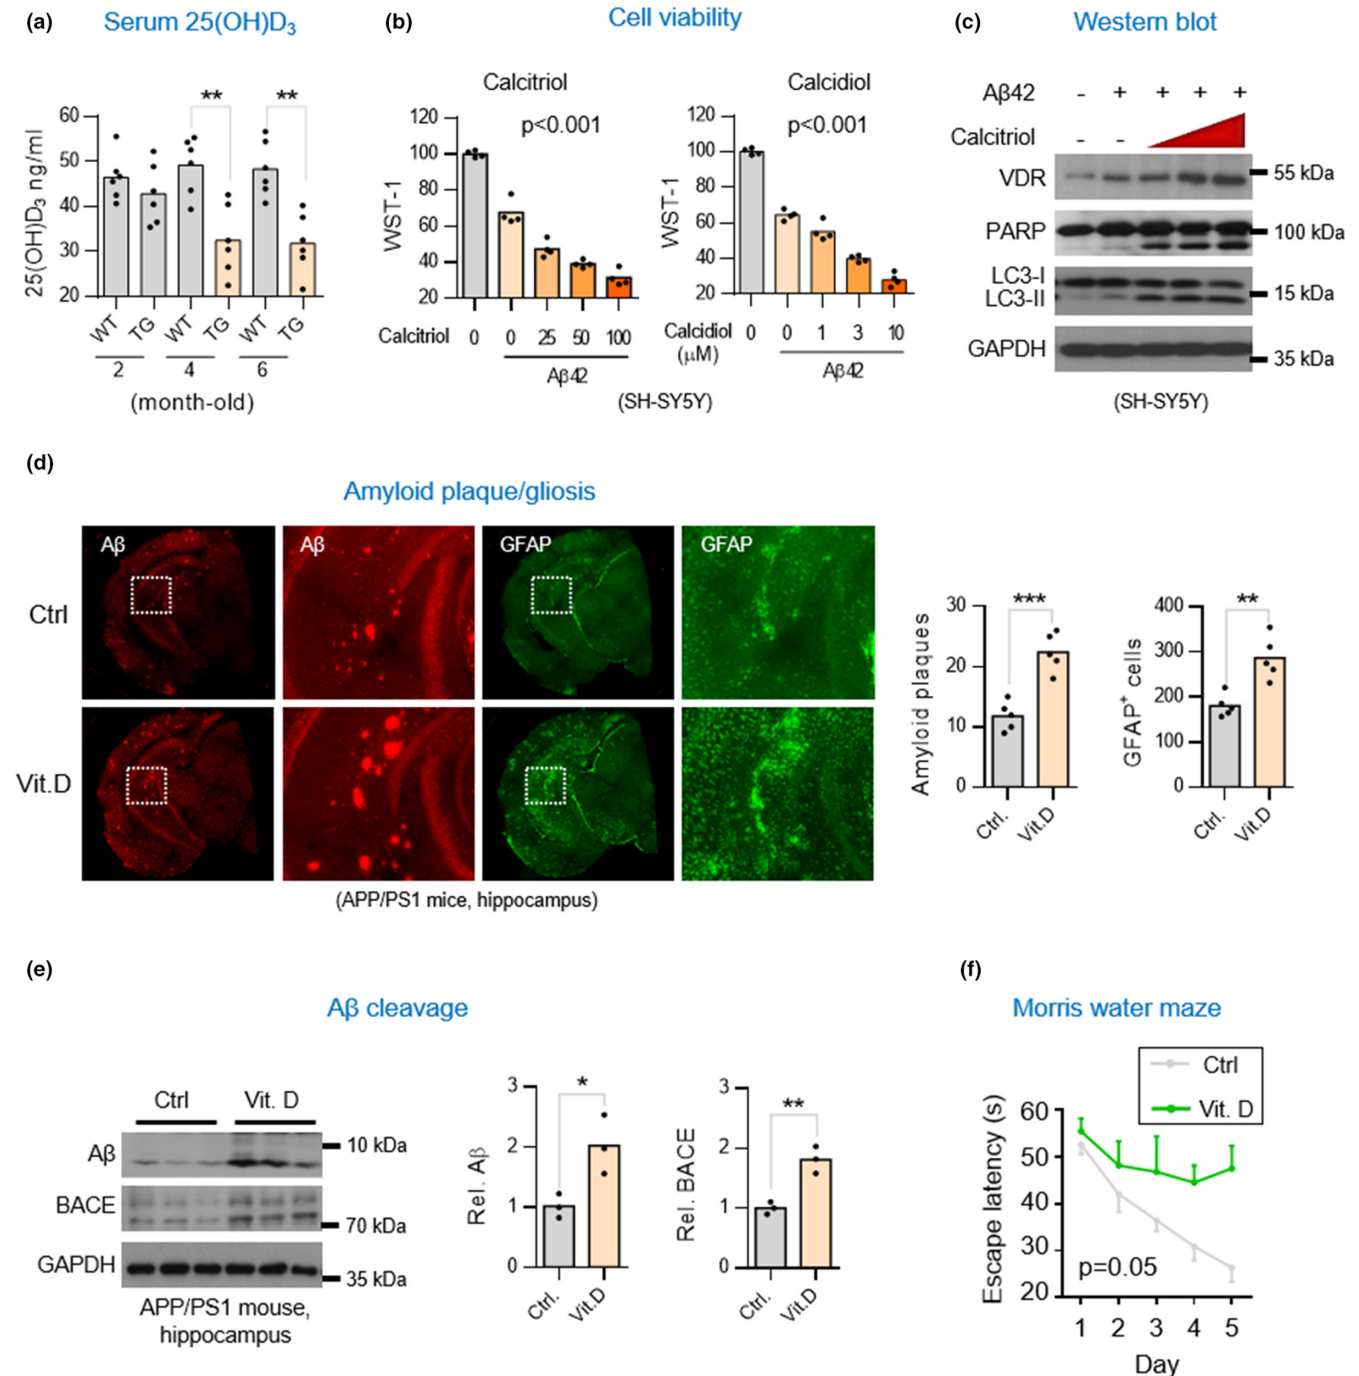 (a)
Serum 25(OH)D₃
25(OH)D₃ ng/ml
60
50
40
30
20
**
**
WT
TG
WT
TG
WT
TG
2
4
6
(month-old)
(b)
Cell viability
Calcitriol
p<0.001
WST-1
120
100
80
60
40
20
Calcitriol 0 0 25 50 100
Aβ42
Calcidiol
p<0.001
WST-1
120
100
80
60
40
20
Calcidiol 0 0 1 3 10
(μM)
Aβ42
(SH-SY5Y)
(c)
Western blot
Aβ42 - + + + +
Calcitriol - -
VDR
55 kDa
PARP
100 kDa
LC3-I
LC3-II
15 kDa
GAPDH
35 kDa
(SH-SY5Y)
(d)
Amyloid plaque/gliosis
Aβ
Aβ
GFAP
GFAP
Ctrl
Vit.D
(APP/PS1 mice, hippocampus)
Amyloid plaques
30
20
10
0
***
Ctrl.
Vit.D
GFAP⁺ cells
400
300
200
100
0
**
Ctrl.
Vit.D
(e)
Aβ cleavage
Ctrl Vit. D
Aβ
10 kDa
BACE
70 kDa
GAPDH
35 kDa
APP/PS1 mouse,
hippocampus
Rel. Aβ
3
2
1
0
*
Ctrl.
Vit.D
Rel. BACE
3
2
1
0
**
Ctrl.
Vit.D
(f)
Morris water maze
Ctrl
Vit. D
Escape latency (s)
60
50
40
30
20
p=0.05
1 2 3 4 5
Day